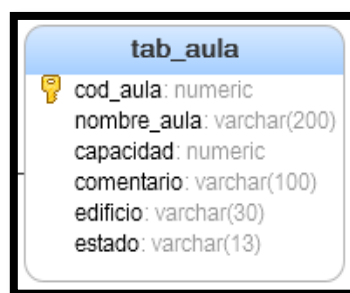 tab_aula
cod_aula: numeric
nombre_aula: varchar(200)
capacidad: numeric
comentario: varchar(100)
edificio: varchar(30)
estado: varchar(13)